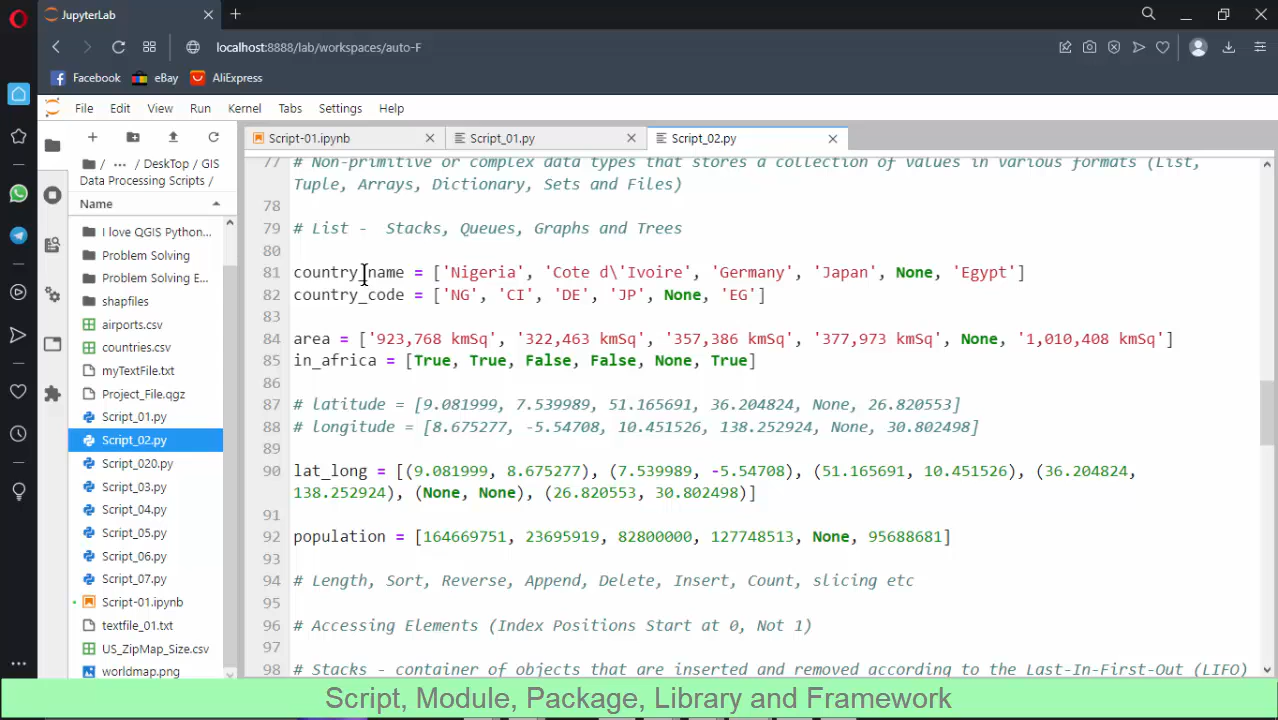 JupyterLab
localhost:8888/lab/workspaces/auto-F
Facebook eBay AliExpress
File Edit View Run Kernel Tabs Settings Help
Script-01.ipynb Script_01.py Script_02.py
/ ... / DeskTop / GIS
Data Processing Scripts /
Name
I love QGIS Python...
Problem Solving
Problem Solving E...
shapfiles
airports.csv
countries.csv
myTextFile.txt
Project_File.qgz
Script_01.py
Script_02.py
Script_020.py
Script_03.py
Script_04.py
Script_05.py
Script_06.py
Script_07.py
Script-01.ipynb
textfile_01.txt
US_ZipMap_Size.csv
worldmap.png
77 # Non-primitive or complex data types that stores a collection of values in various formats (List,
Tuple, Arrays, Dictionary, Sets and Files)
78
79 # List -  Stacks, Queues, Graphs and Trees
80
81 country_name = ['Nigeria', 'Cote d\'Ivoire', 'Germany', 'Japan', None, 'Egypt']
82 country_code = ['NG', 'CI', 'DE', 'JP', None, 'EG']
83
84 area = ['923,768 kmSq', '322,463 kmSq', '357,386 kmSq', '377,973 kmSq', None, '1,010,408 kmSq']
85 in_africa = [True, True, False, False, None, True]
86
87 # latitude = [9.081999, 7.539989, 51.165691, 36.204824, None, 26.820553]
88 # longitude = [8.675277, -5.54708, 10.451526, 138.252924, None, 30.802498]
89
90 lat_long = [(9.081999, 8.675277), (7.539989, -5.54708), (51.165691, 10.451526), (36.204824,
138.252924), (None, None), (26.820553, 30.802498)]
91
92 population = [164669751, 23695919, 82800000, 127748513, None, 95688681]
93
94 # Length, Sort, Reverse, Append, Delete, Insert, Count, slicing etc
95
96 # Accessing Elements (Index Positions Start at 0, Not 1)
97
98 # Stacks - container of objects that are inserted and removed according to the Last-In-First-Out (LIFO)
Script, Module, Package, Library and Framework